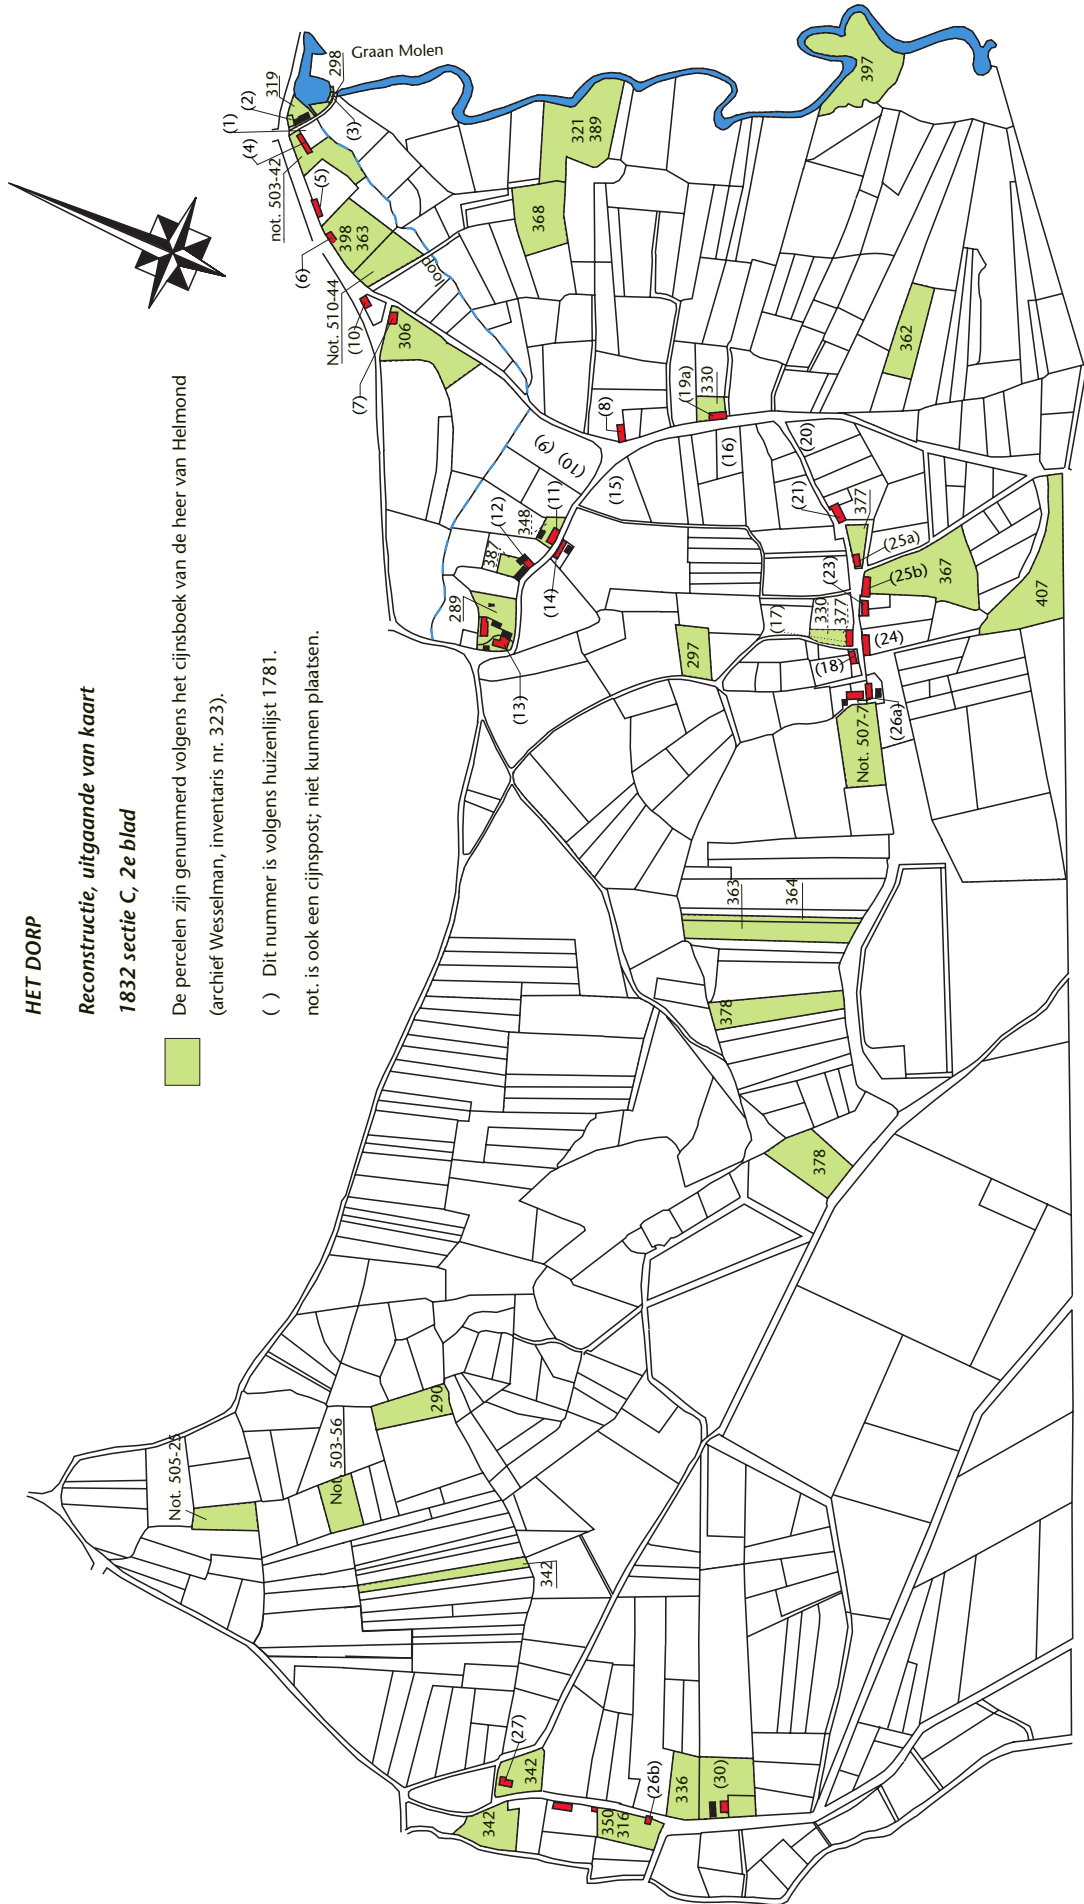 HET DORP
Reconstructie, uitgaande van kaart
1832 sectie C, 2e blad
De percelen zijn genummerd volgens het cijnsboek van de heer van Helmond
(archief Wesselman, inventaris nr. 323).
( ) Dit nummer is volgens huizenlijst 1781.
not. is ook een cijnspost; niet kunnen plaatsen.
Graan Molen
298
319
(2)
(1)
(3)
(4)
not. 503-42
(5)
(6)
398
363
Not. 510-44
(10)
(7)
306
loop
321
389
368
397
362
(8)
(19a)
330
(9)
(10)
(16)
(15)
(20)
(11)
348
(12)
387
(14)
289
(13)
(21)
377
(25a)
(23)
(25b)
367
407
(17)
330
377
(24)
(18)
297
Not. 507-7
(26a)
363
364
378
378
290
Not. 503-56
Not. 505-25
342
(27)
342
342
350
316
(26b)
336
(30)